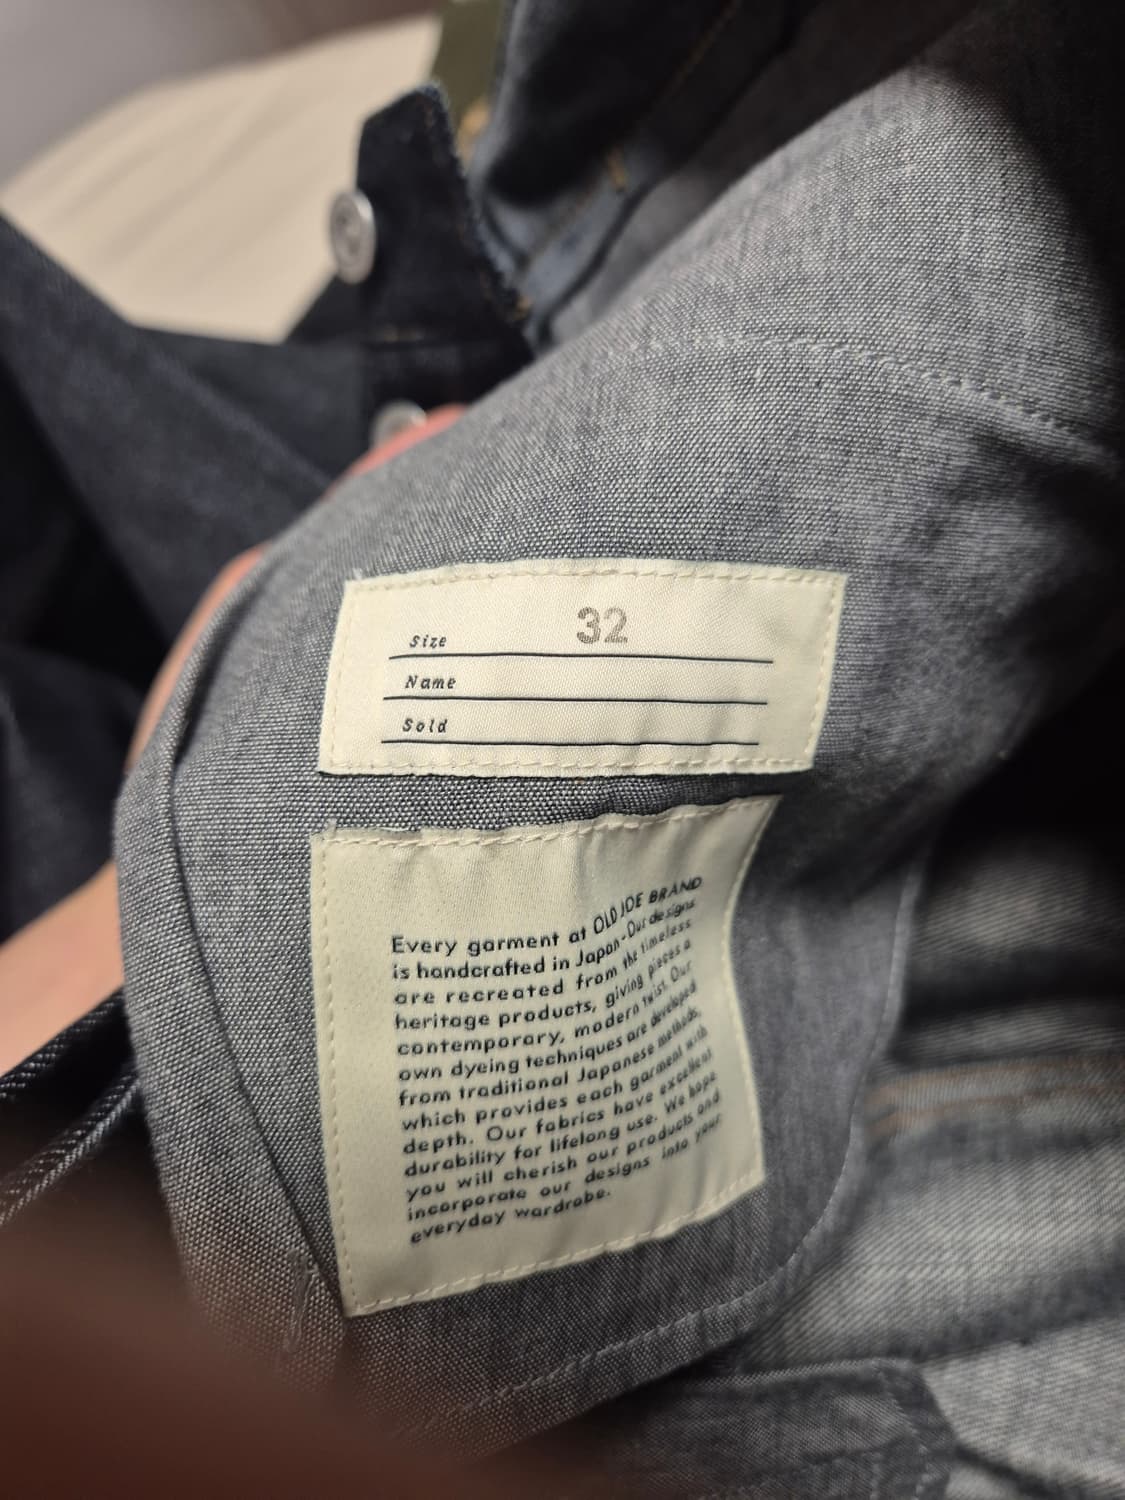 Size 32
Name
Sold
Every garment at OLD JOE BRAND
is handcrafted in Japan-Our designs
are recreated from the timeless
heritage products, giving pieces a
contemporary, modern twist. Our
own dyeing techniques are developed
from traditional Japanese methods,
which provides each garment with
depth. Our fabrics have excellent
durability for lifelong use. We hope
you will cherish our products and
incorporate our designs into your
everyday wardrobe.